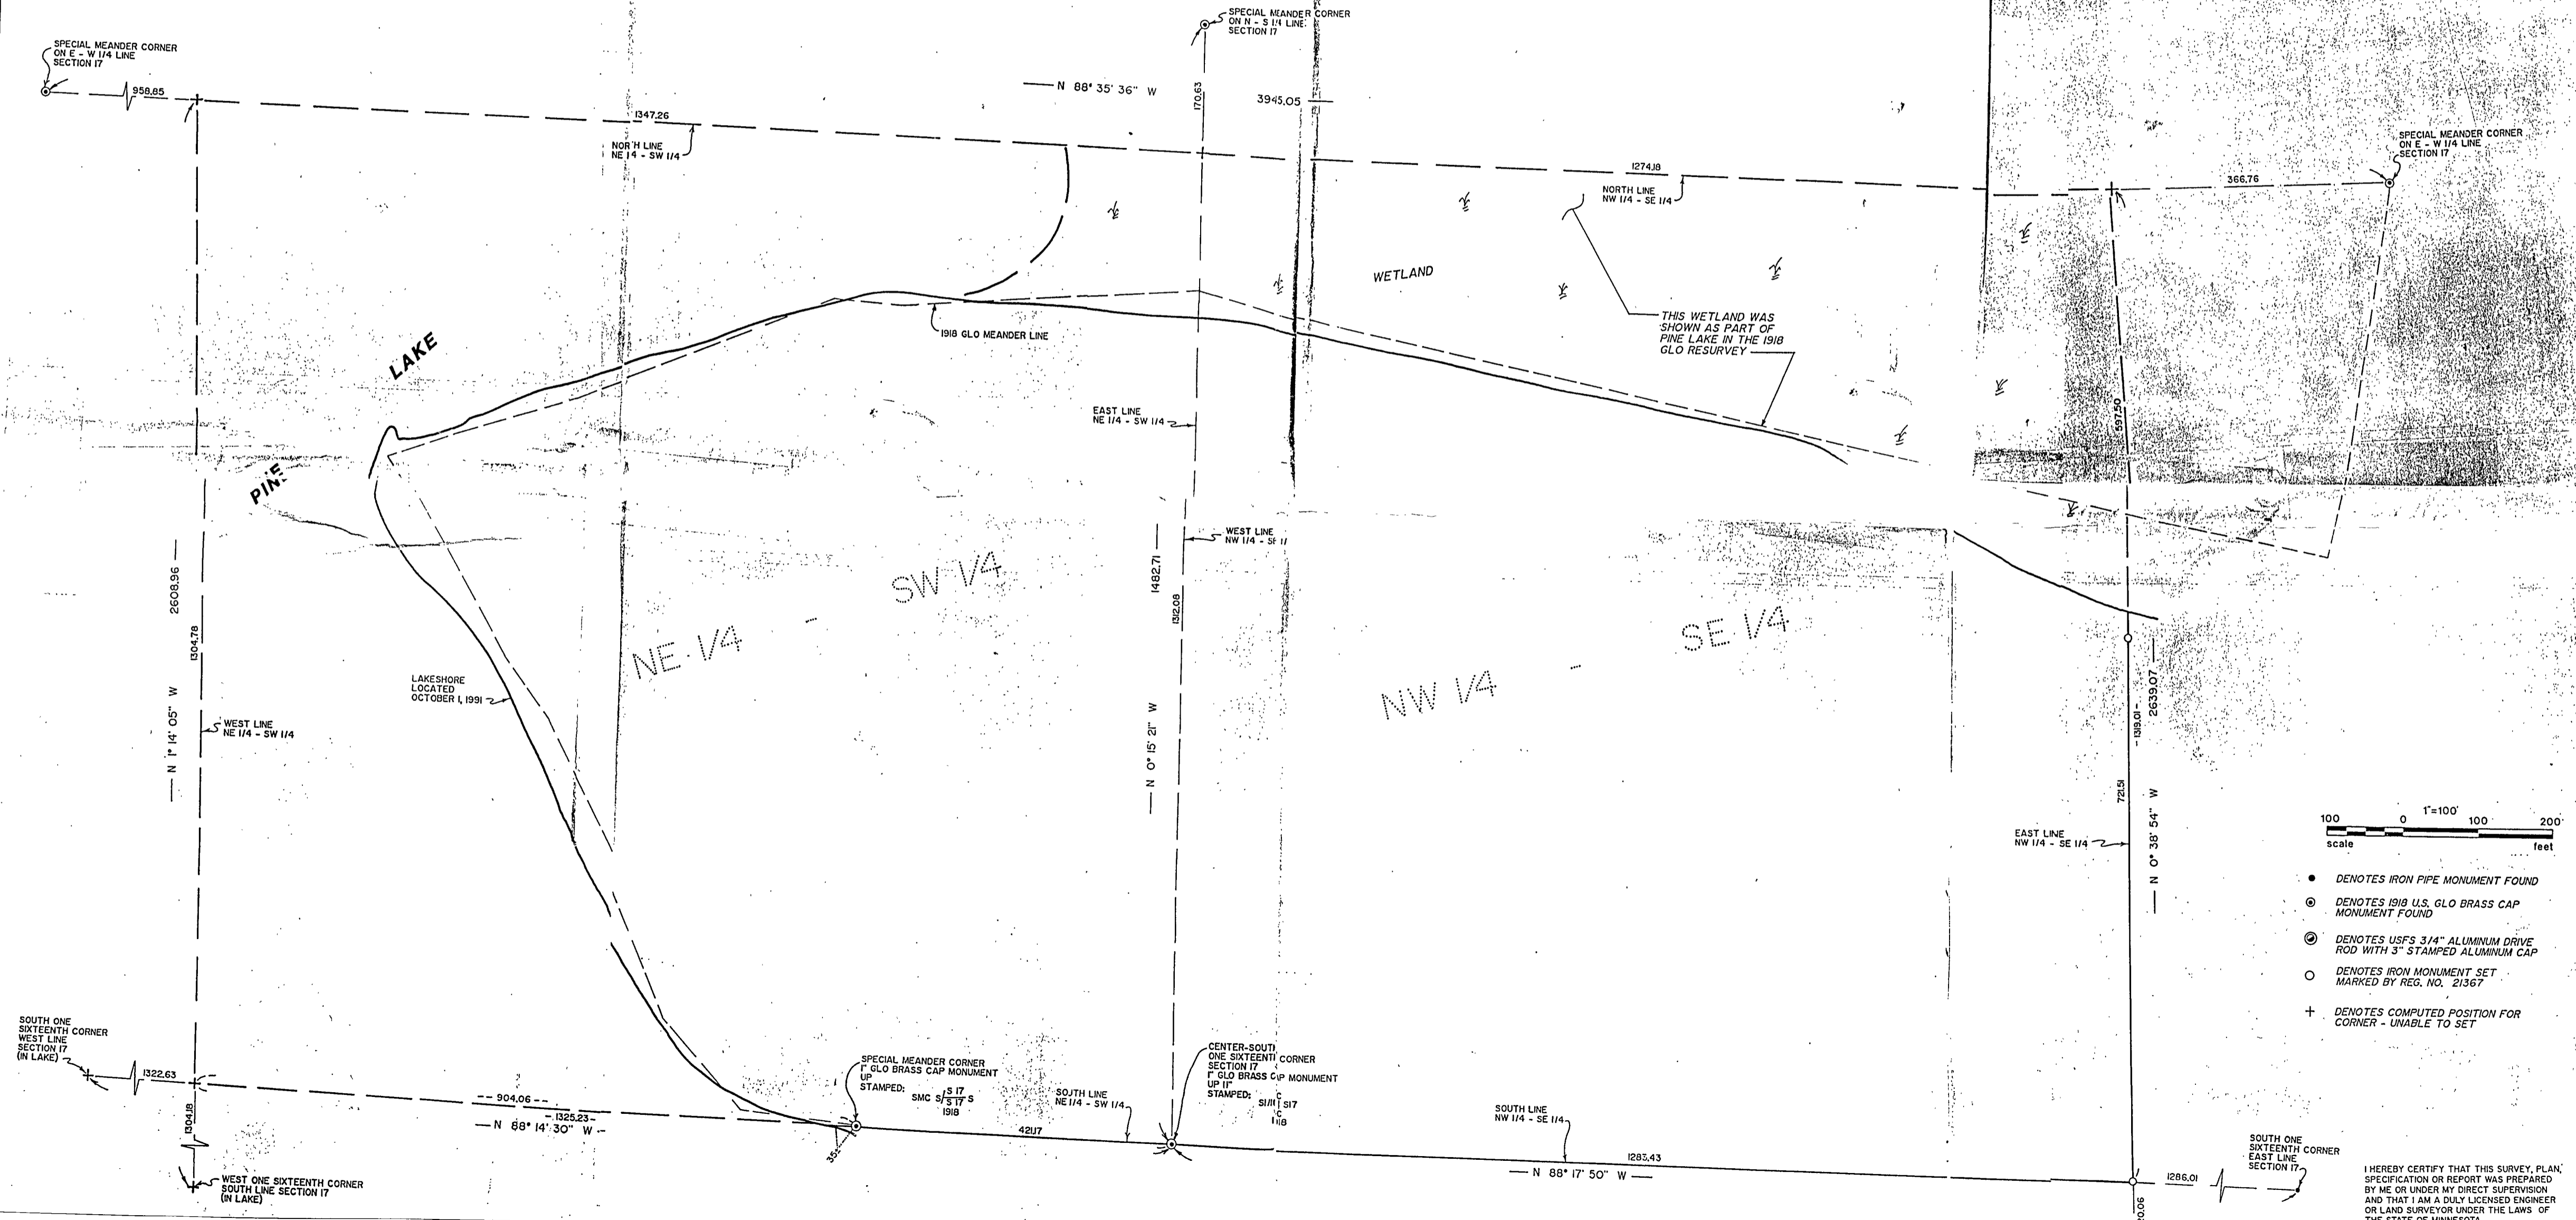 SPECIAL MEANDER CORNER
ON E - W 1/4 LINE
SECTION 17
958.85
SPECIAL MEANDER CORNER
ON N - S 1/4 LINE
SECTION 17
N 88° 35' 36" W
170.63
3945.05
1347.26
NORTH LINE
NE 1/4 - SW 1/4
1274.18
NORTH LINE
NW 1/4 - SE 1/4
SPECIAL MEANDER CORNER
ON E - W 1/4 LINE
SECTION 17
366.76
WETLAND
THIS WETLAND WAS
SHOWN AS PART OF
PINE LAKE IN THE 1918
GLO RESURVEY
1918 GLO MEANDER LINE
PINE LAKE
EAST LINE
NE 1/4 - SW 1/4
597.50
WEST LINE
NW 1/4 - SE 1/
2608.96
1304.78
N 1° 14' 05" W
WEST LINE
NE 1/4 - SW 1/4
LAKESHORE
LOCATED
OCTOBER 1, 1991
NE 1/4 - SW 1/4
1482.71
1312.08
N 0° 15' 21" W
NW 1/4 - SE 1/4
2639.07
-1319.01-
721.51
N 0° 38' 54" W
EAST LINE
NW 1/4 - SE 1/4
1"=100'
100 0 100 200
scale feet
DENOTES IRON PIPE MONUMENT FOUND
DENOTES 1918 U.S. GLO BRASS CAP
MONUMENT FOUND
DENOTES USFS 3/4" ALUMINUM DRIVE
ROD WITH 3" STAMPED ALUMINUM CAP
DENOTES IRON MONUMENT SET
MARKED BY REG. NO. 21367
DENOTES COMPUTED POSITION FOR
CORNER - UNABLE TO SET
SOUTH ONE
SIXTEENTH CORNER
WEST LINE
SECTION 17
(IN LAKE)
1322.63
1304.18
WEST ONE SIXTEENTH CORNER
SOUTH LINE SECTION 17
(IN LAKE)
-- 904.06 --
-1325.23-
N 88° 14' 30" W
SPECIAL MEANDER CORNER
1" GLO BRASS CAP MONUMENT
UP
STAMPED:
SMC S S 17 S
S 17
1918
35±
421.17
SOUTH LINE
NE 1/4 - SW 1/4
CENTER-SOUTH
ONE SIXTEENTH CORNER
SECTION 17
1" GLO BRASS CAP MONUMENT
UP 11"
STAMPED: C
S17
C
SOUTH LINE
NW 1/4 - SE 1/4
1283.43
N 88° 17' 50" W
1286.01
SOUTH ONE
SIXTEENTH CORNER
EAST LINE
SECTION 17
20.06
I HEREBY CERTIFY THAT THIS SURVEY, PLAN,
SPECIFICATION OR REPORT WAS PREPARED
BY ME OR UNDER MY DIRECT SUPERVISION
AND THAT I AM A DULY LICENSED ENGINEER
OR LAND SURVEYOR UNDER THE LAWS OF
THE STATE OF MINNESOTA